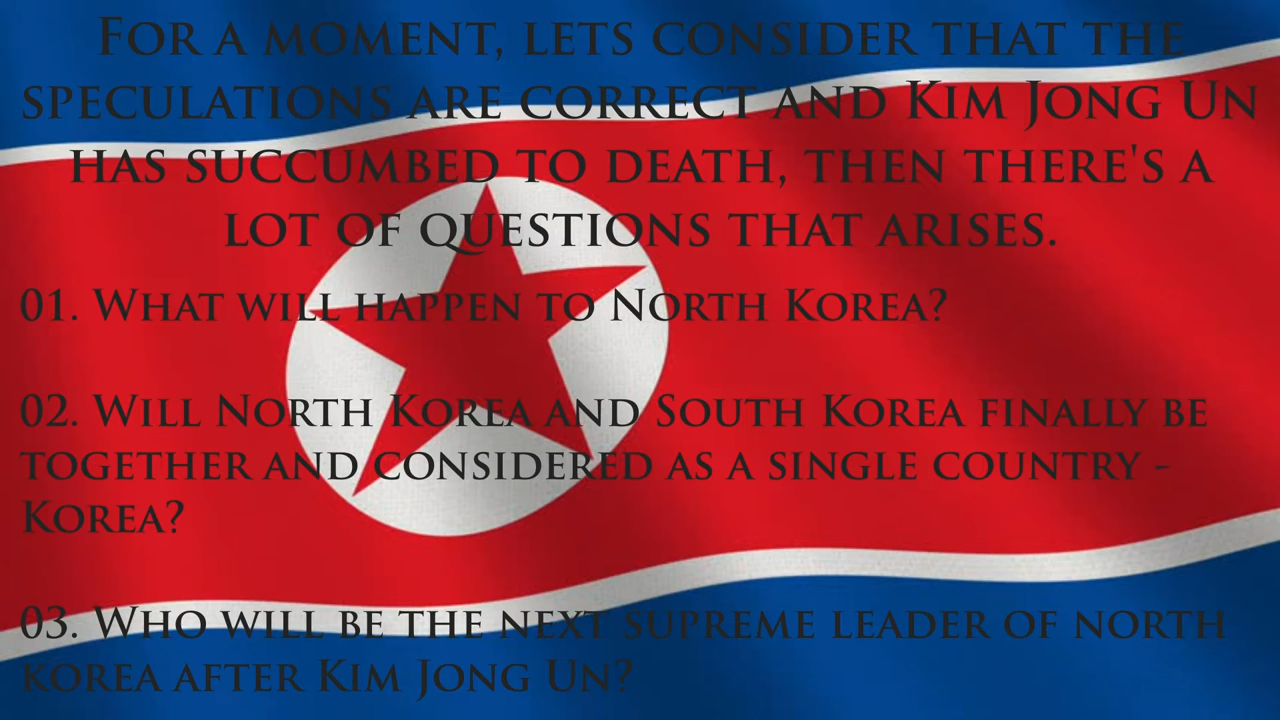 For a moment, lets consider that the
speculations are correct and Kim Jong Un
has succumbed to death, then there's a
lot of questions that arises.
01. What will happen to North Korea?
02. Will North Korea and South Korea finally be
together and considered as a single country -
Korea?
03. Who will be the next supreme leader of north
korea after Kim Jong Un?